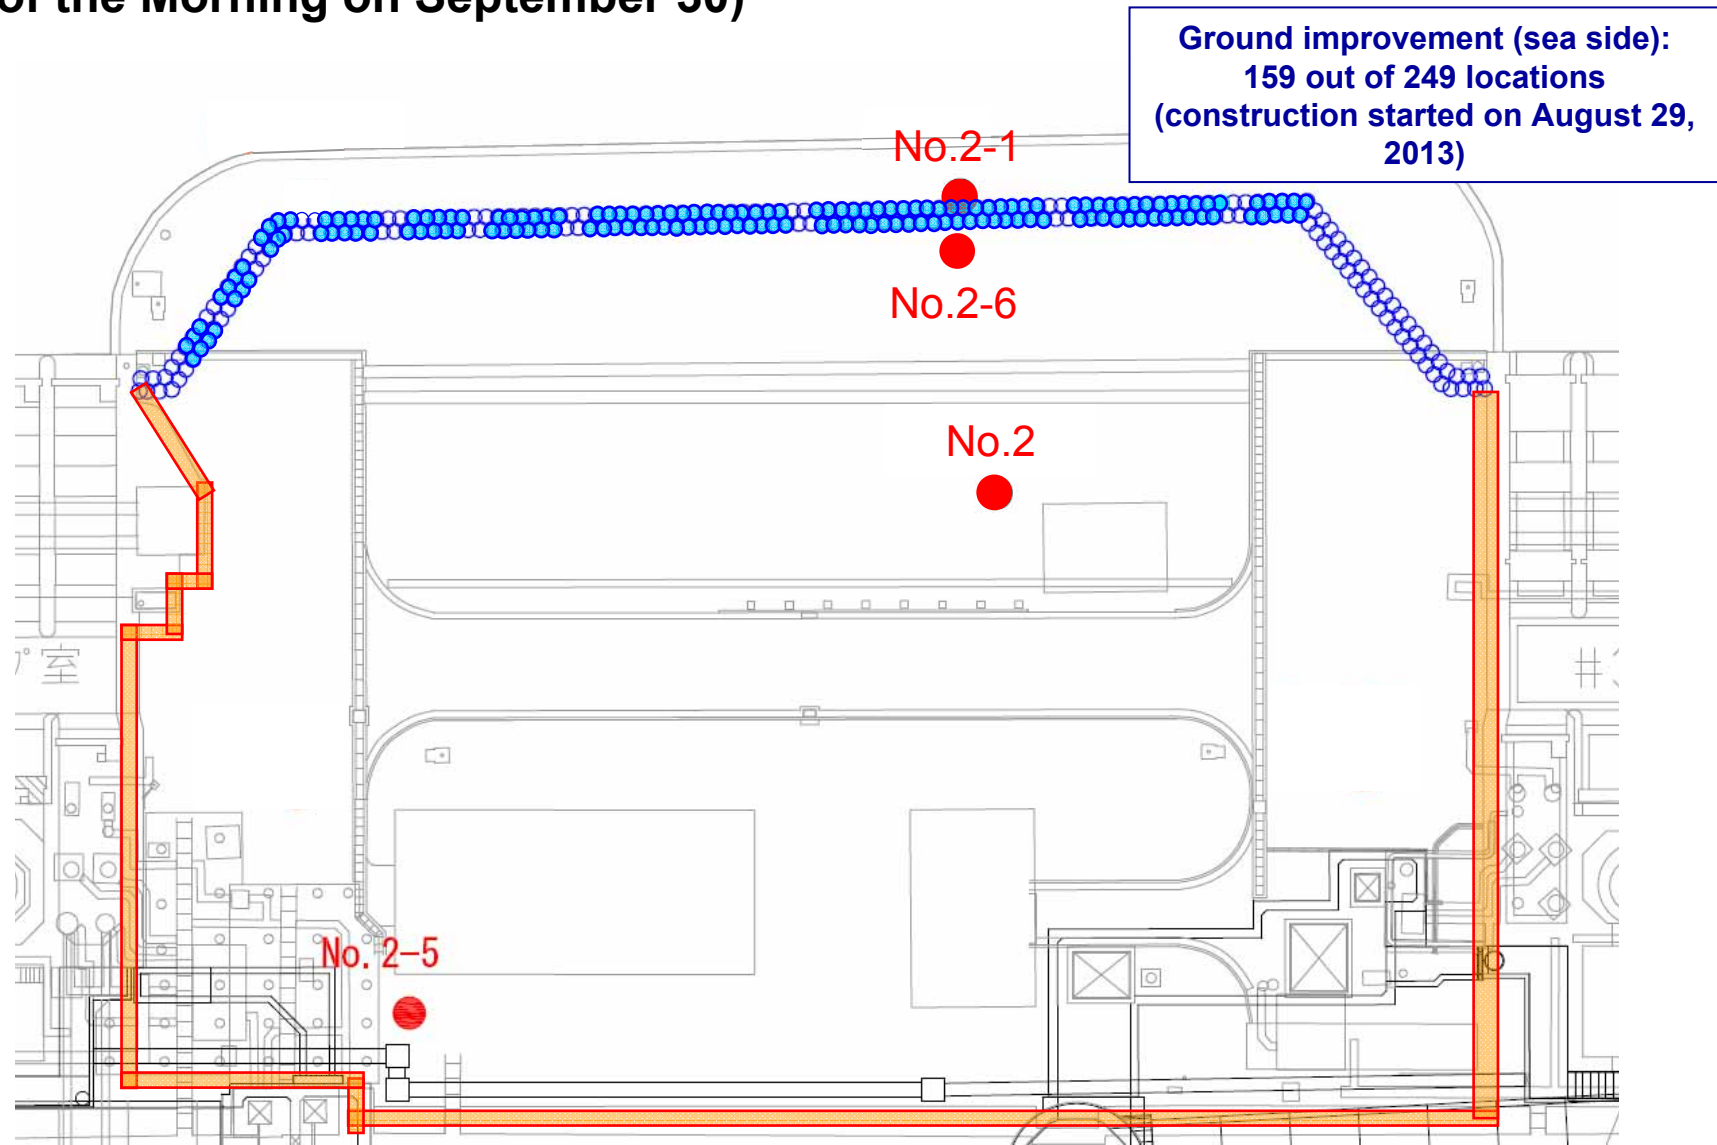 of the Morning on September 30)
Ground improvement (sea side):
159 out of 249 locations
(construction started on August 29,
2013)
No.2-1
No.2-6
No.2
室
#
No. 2-5